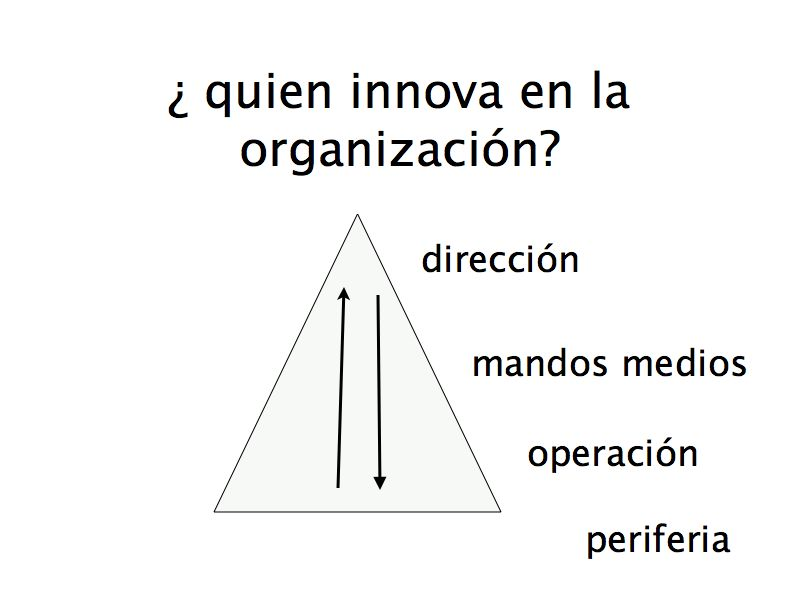 ¿ quien innova en la
organización?
dirección
mandos medios
operación
periferia